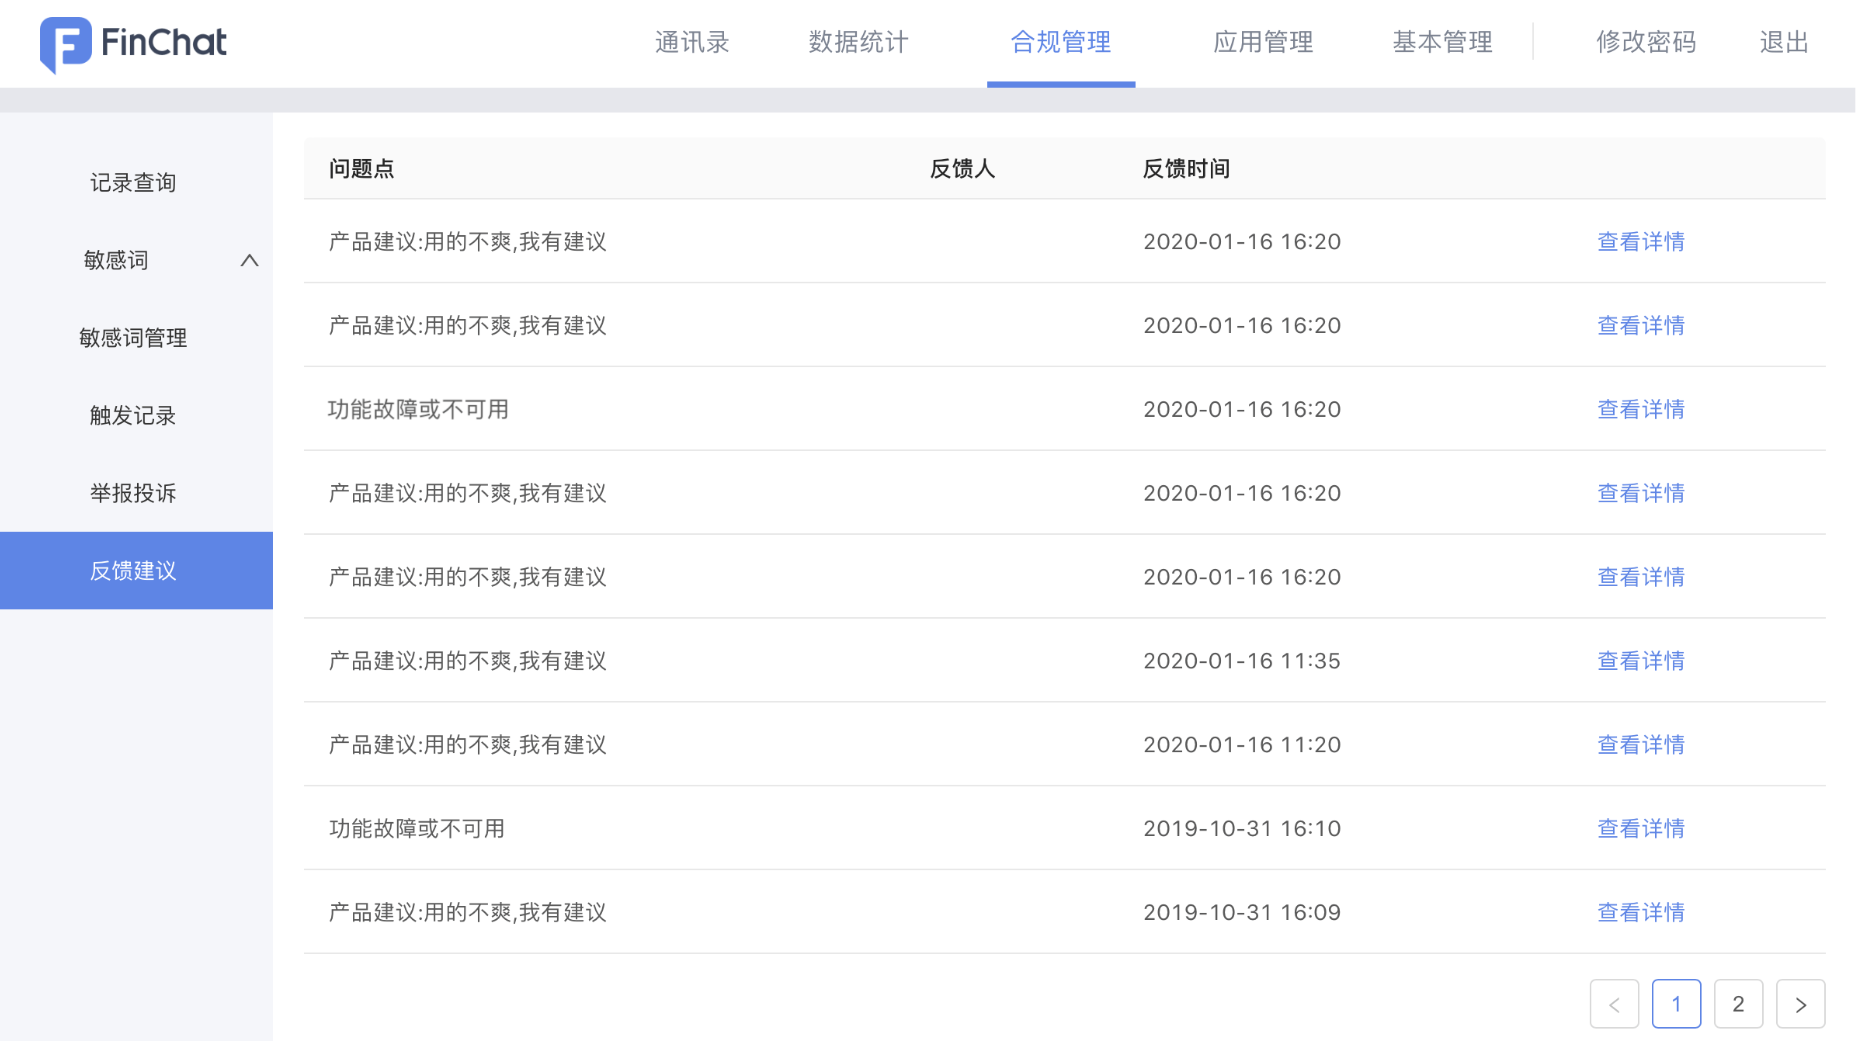 FinChat
通讯录 数据统计 合规管理 应用管理 基本管理 修改密码 退出
记录查询
敏感词
敏感词管理
触发记录
举报投诉
反馈建议
问题点 反馈人 反馈时间
产品建议:用的不爽,我有建议 2020-01-16 16:20 查看详情
产品建议:用的不爽,我有建议 2020-01-16 16:20 查看详情
功能故障或不可用 2020-01-16 16:20 查看详情
产品建议:用的不爽,我有建议 2020-01-16 16:20 查看详情
产品建议:用的不爽,我有建议 2020-01-16 16:20 查看详情
产品建议:用的不爽,我有建议 2020-01-16 11:35 查看详情
产品建议:用的不爽,我有建议 2020-01-16 11:20 查看详情
功能故障或不可用 2019-10-31 16:10 查看详情
产品建议:用的不爽,我有建议 2019-10-31 16:09 查看详情
< 1 2 >